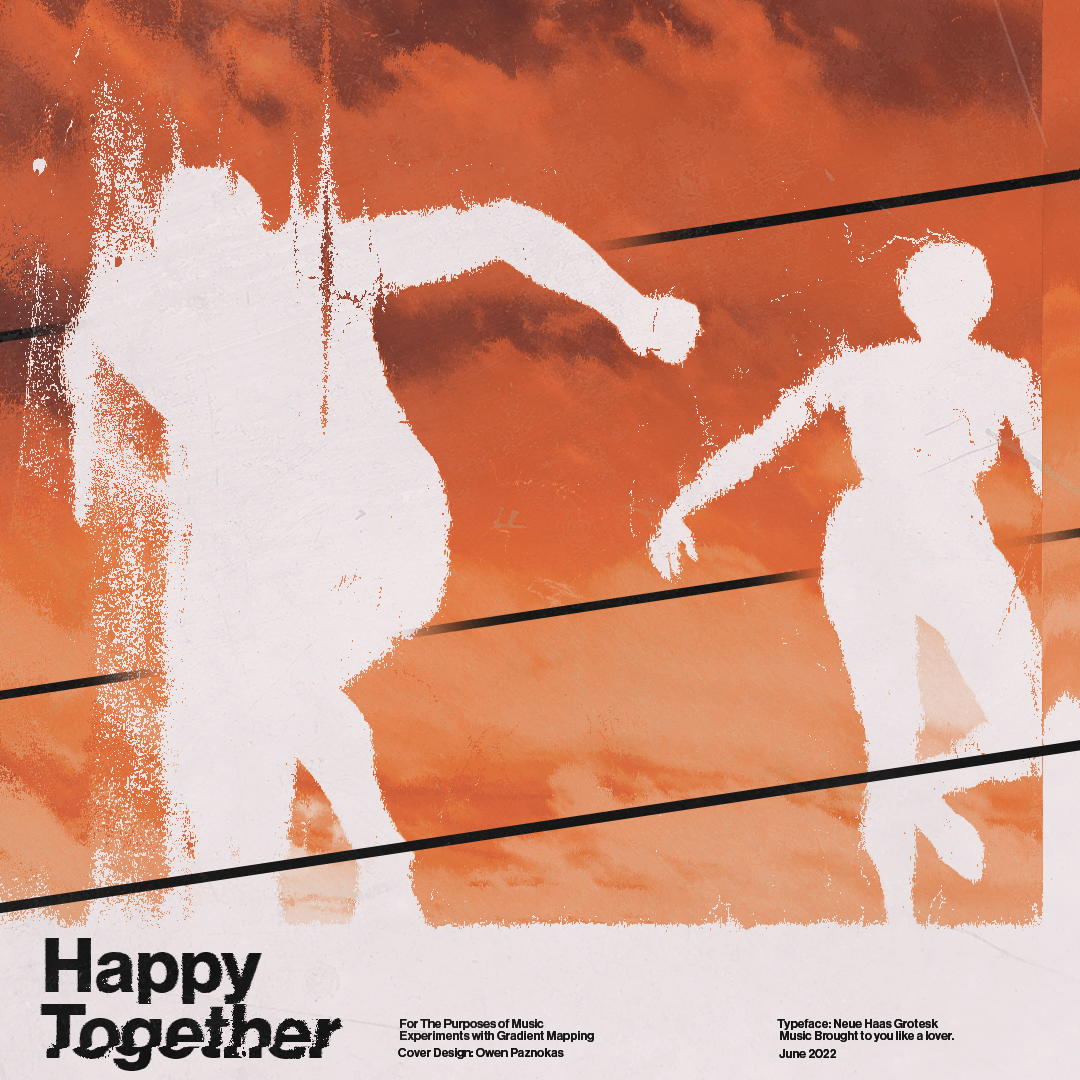 Happy
Together
For The Purposes of Music
Experiments with Gradient Mapping
Cover Design: Owen Paznokas
Typeface: Neue Haas Grotesk
Music Brought to you like a lover.
June 2022